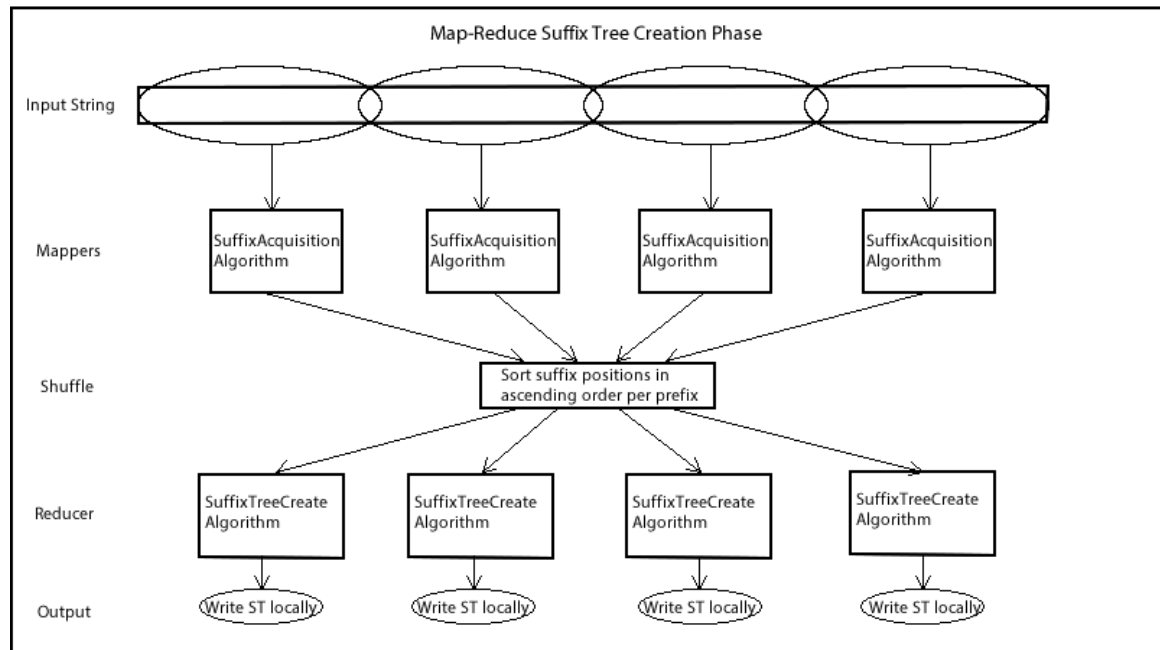 Map-Reduce Suffix Tree Creation Phase
Input String
Mappers
SuffixAcquisition
Algorithm
SuffixAcquisition
Algorithm
SuffixAcquisition
Algorithm
SuffixAcquisition
Algorithm
Shuffle
Sort suffix positions in
ascending order per prefix
Reducer
SuffixTreeCreate
Algorithm
SuffixTreeCreate
Algorithm
SuffixTreeCreate
Algorithm
SuffixTreeCreate
Algorithm
Output
Write ST locally
Write ST locally
Write ST locally
Write ST locally